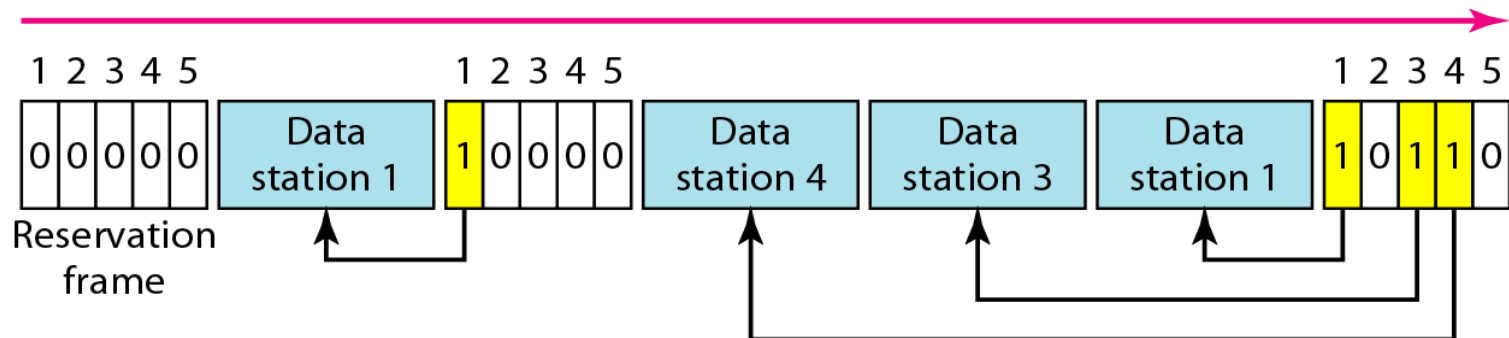 1 2 3 4 5 1 2 3 4 5 1 2 3 4 5
0 0 0 0 0
Data
station 1
1 0 0 0 0
Data
station 4
Data
station 3
Data
station 1
1 0 1 1 0
Reservation
frame